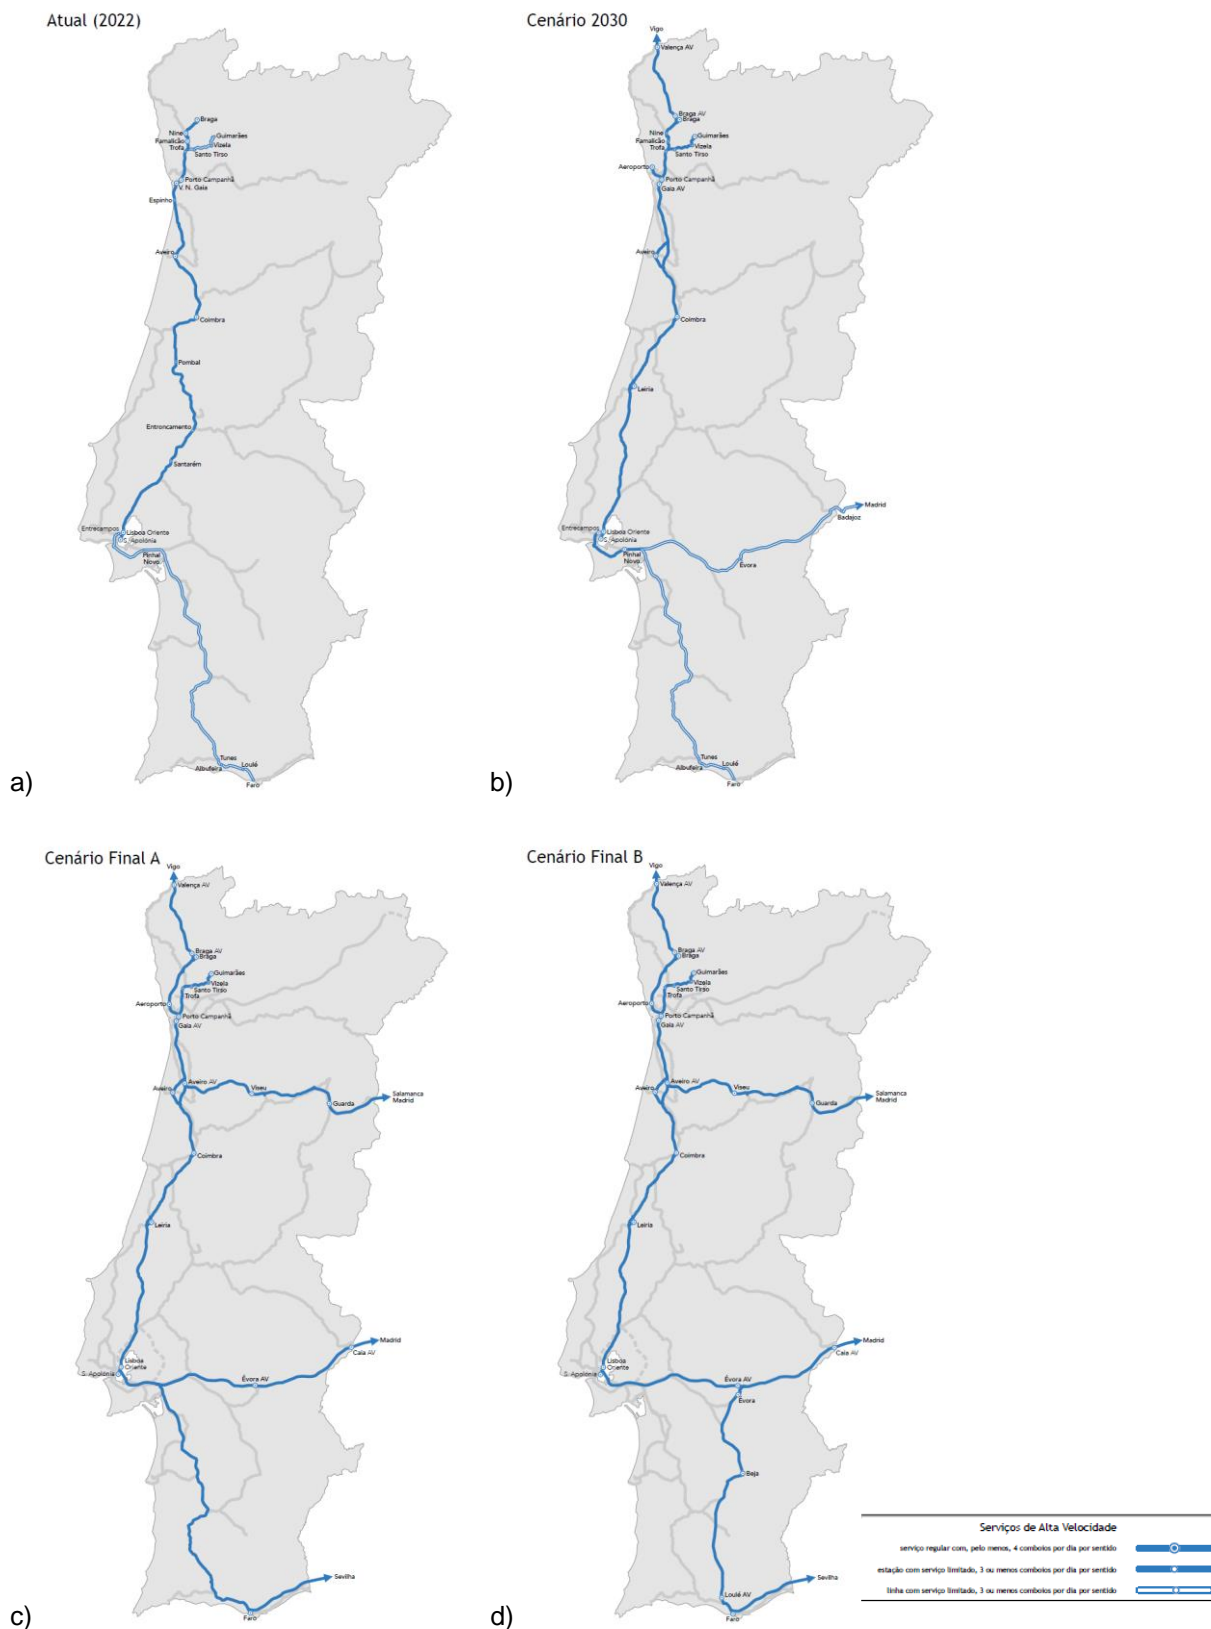 Atual (2022)
Braga
Nine
Famalicão
Trofa
Guimarães
Vizela
Santo Tirso
Porto Campanhã
V. N. Gaia
Espinho
Aveiro
Coimbra
Pombal
Entroncamento
Santarém
Entrecampos
Lisboa Oriente
S. Apolónia
Pinhal
Novo
Tunes
Loulé
Albufeira
Faro
a)
Cenário 2030
Vigo
Valença AV
Braga AV
Braga
Nine
Famalicão
Trofa
Guimarães
Vizela
Santo Tirso
Aeroporto
Porto Campanhã
Gaia AV
Aveiro
Coimbra
Leiria
Madrid
Badajoz
Entrecampos
Lisboa Oriente
S. Apolónia
Pinhal
Novo
Évora
Tunes
Loulé
Albufeira
Faro
b)
Cenário Final A
Vigo
Valença AV
Braga AV
Braga
Guimarães
Vizela
Santo Tirso
Trofa
Aeroporto
Porto Campanhã
Gaia AV
Aveiro AV
Aveiro
Viseu
Guarda
Salamanca
Madrid
Coimbra
Leiria
Madrid
Caia AV
Lisboa
Oriente
S. Apolónia
Évora AV
Sevilha
Faro
c)
Cenário Final B
Vigo
Valença AV
Braga AV
Braga
Guimarães
Vizela
Santo Tirso
Trofa
Aeroporto
Porto Campanhã
Gaia AV
Aveiro AV
Aveiro
Viseu
Guarda
Salamanca
Madrid
Coimbra
Leiria
Madrid
Caia AV
Lisboa
Oriente
S. Apolónia
Évora AV
Évora
Beja
Loulé AV
Sevilha
Faro
d)
Serviços de Alta Velocidade
serviço regular com, pelo menos, 4 comboios por dia por sentido
estação com serviço limitado, 3 ou menos comboios por dia por sentido
linha com serviço limitado, 3 ou menos comboios por dia por sentido